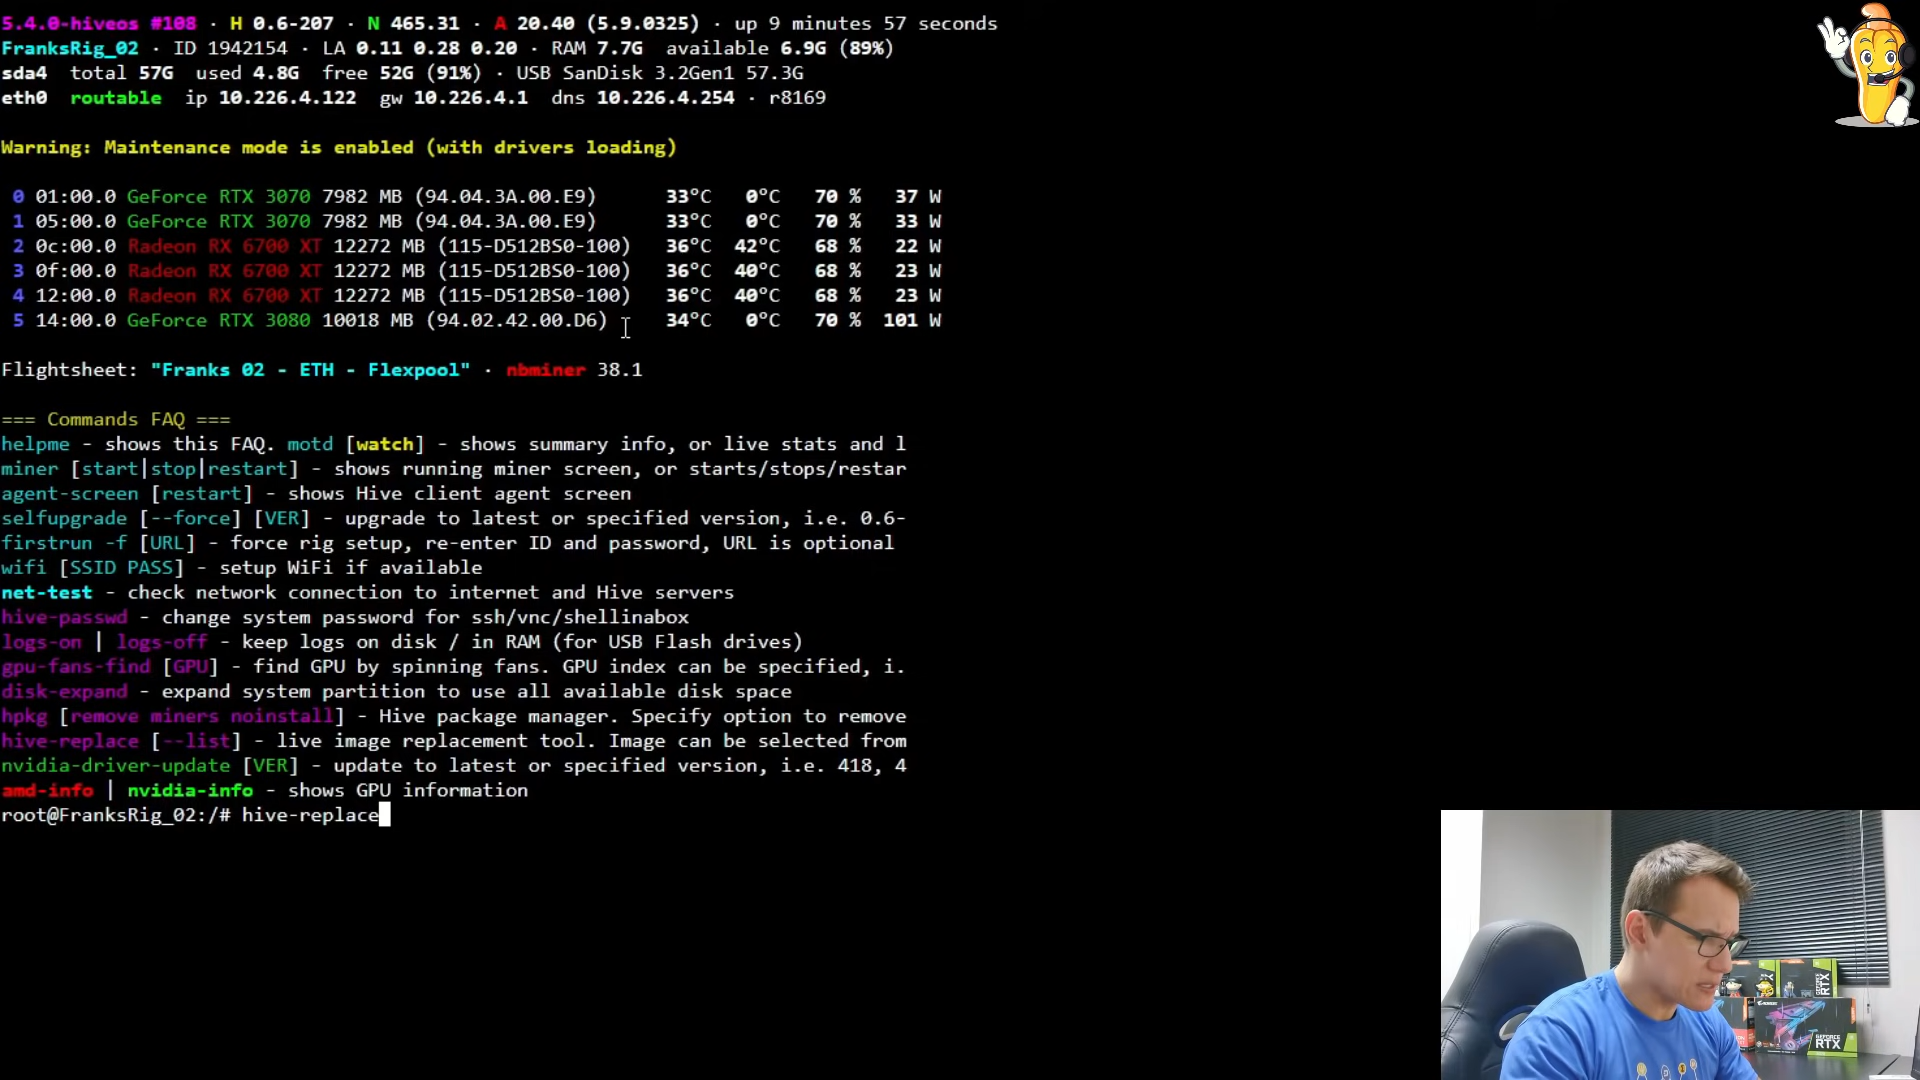 5.4.0-hiveos #108 · H 0.6-207 · N 465.31 · A 20.40 (5.9.0325) · up 9 minutes 57 seconds
FranksRig_02 · ID 1942154 · LA 0.11 0.28 0.20 · RAM 7.7G available 6.9G (89%)
sda4 total 57G used 4.8G free 52G (91%) · USB SanDisk 3.2Gen1 57.3G
eth0 routable ip 10.226.4.122 gw 10.226.4.1 dns 10.226.4.254 · r8169
Warning: Maintenance mode is enabled (with drivers loading)
0 01:00.0 GeForce RTX 3070 7982 MB (94.04.3A.00.E9) 33°C 0°C 70 % 37 W
1 05:00.0 GeForce RTX 3070 7982 MB (94.04.3A.00.E9) 33°C 0°C 70 % 33 W
2 0c:00.0 Radeon RX 6700 XT 12272 MB (115-D512BS0-100) 36°C 42°C 68 % 22 W
3 0f:00.0 Radeon RX 6700 XT 12272 MB (115-D512BS0-100) 36°C 40°C 68 % 23 W
4 12:00.0 Radeon RX 6700 XT 12272 MB (115-D512BS0-100) 36°C 40°C 68 % 23 W
5 14:00.0 GeForce RTX 3080 10018 MB (94.02.42.00.D6) 34°C 0°C 70 % 101 W
Flightsheet: "Franks 02 - ETH - Flexpool" · nbminer 38.1
=== Commands FAQ ===
helpme - shows this FAQ. motd [watch] - shows summary info, or live stats and l
miner [start|stop|restart] - shows running miner screen, or starts/stops/restar
agent-screen [restart] - shows Hive client agent screen
selfupgrade [--force] [VER] - upgrade to latest or specified version, i.e. 0.6-
firstrun -f [URL] - force rig setup, re-enter ID and password, URL is optional
wifi [SSID PASS] - setup WiFi if available
net-test - check network connection to internet and Hive servers
hive-passwd - change system password for ssh/vnc/shellinabox
logs-on | logs-off - keep logs on disk / in RAM (for USB Flash drives)
gpu-fans-find [GPU] - find GPU by spinning fans. GPU index can be specified, i.
disk-expand - expand system partition to use all available disk space
hpkg [remove miners noinstall] - Hive package manager. Specify option to remove
hive-replace [--list] - live image replacement tool. Image can be selected from
nvidia-driver-update [VER] - update to latest or specified version, i.e. 418, 4
amd-info | nvidia-info - shows GPU information
root@FranksRig_02:/# hive-replace
GEFORCE RTX